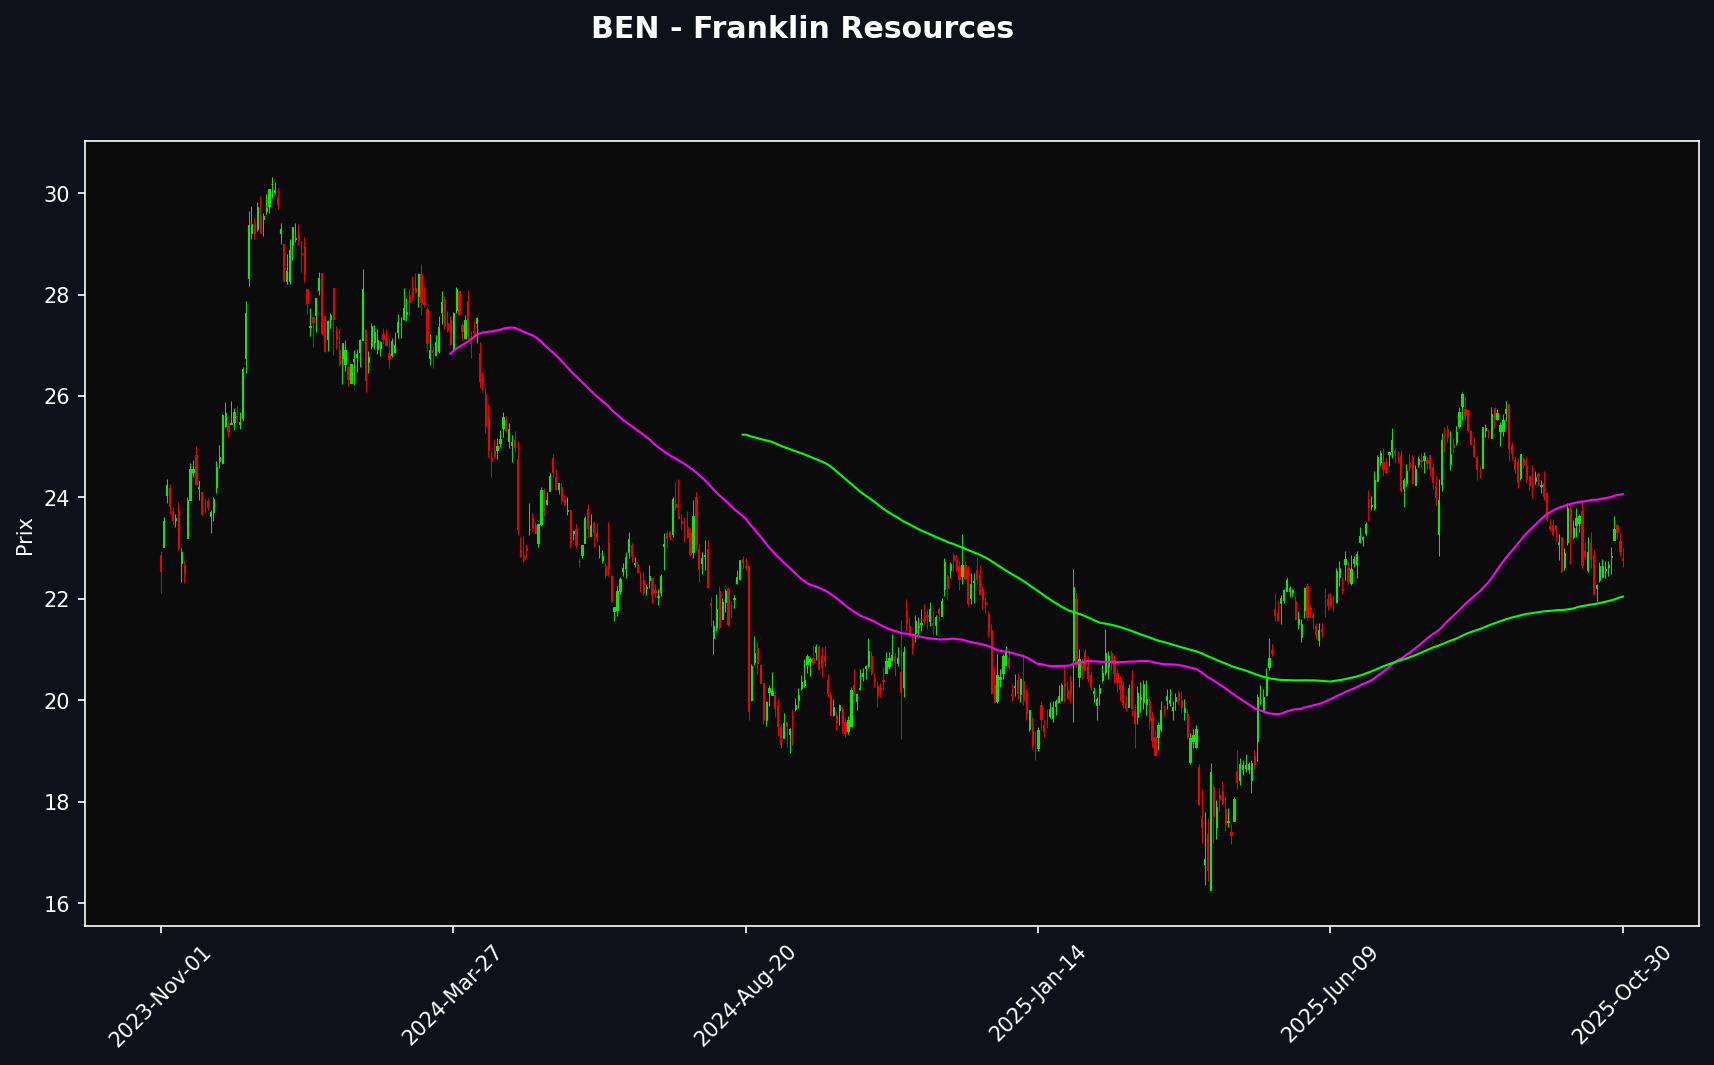 BEN - Franklin Resources
Prix
30
28
26
24
22
20
18
16
2023-Nov-01
2024-Mar-27
2024-Aug-20
2025-Jan-14
2025-Jun-09
2025-Oct-30